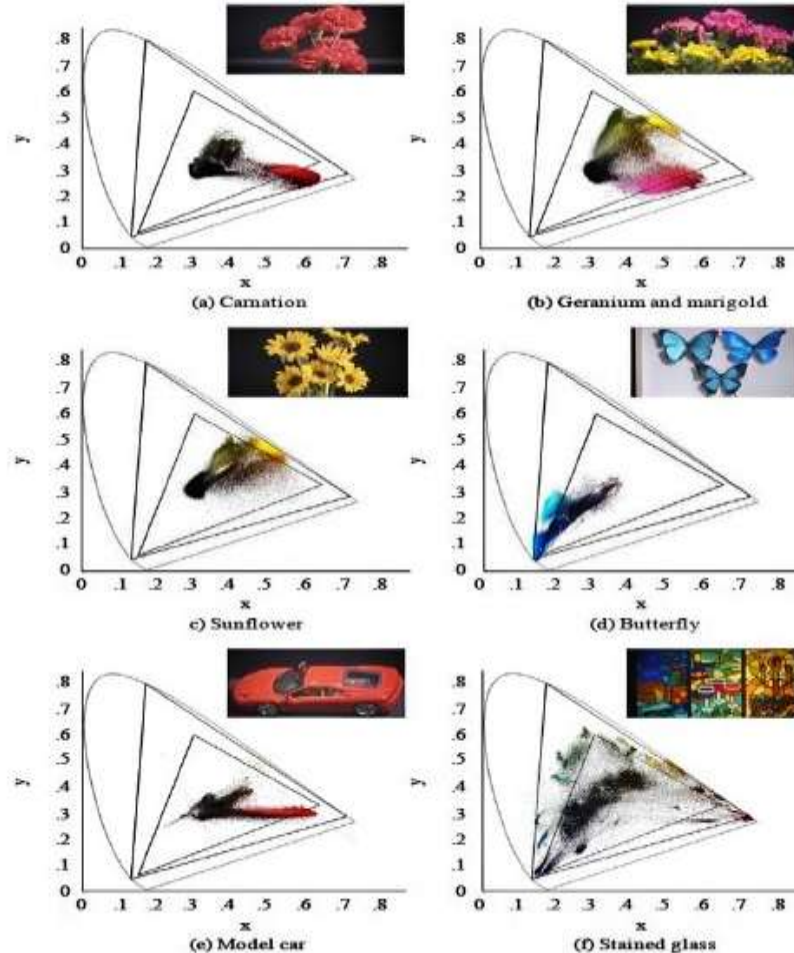 .8
.7
.6
y .5
.4
.3
.2
.1
0
0 .1 .2 .3 .4 .5 .6 .7 .8
x
(a) Carnation
.8
.7
.6
y .5
.4
.3
.2
.1
0
0 .1 .2 .3 .4 .5 .6 .7 .8
x
(b) Geranium and marigold
.8
.7
.6
y .5
.4
.3
.2
.1
0
0 .1 .2 .3 .4 .5 .6 .7 .8
x
c) Sunflower
.8
.7
.6
y .5
.4
.3
.2
.1
0
0 .1 .2 .3 .4 .5 .6 .7 .8
x
(d) Butterfly
.8
.7
.6
y .5
.4
.3
.2
.1
0
0 .1 .2 .3 .4 .5 .6 .7 .8
x
(e) Model car
.8
.7
.6
y .5
.4
.3
.2
.1
0
0 .1 .2 .3 .4 .5 .6 .7 .8
x
(f) Stained glass